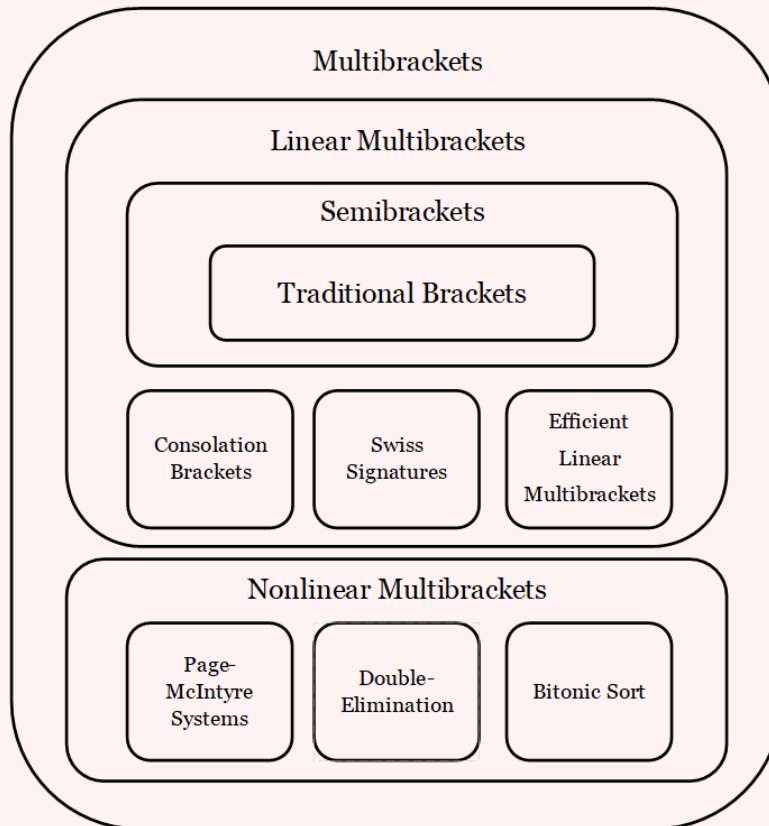 Multibrackets
Linear Multibrackets
Semibrackets
Traditional Brackets
Consolation
Brackets
Swiss
Signatures
Efficient
Linear
Multibrackets
Nonlinear Multibrackets
Page-
McIntyre
Systems
Double-
Elimination
Bitonic Sort